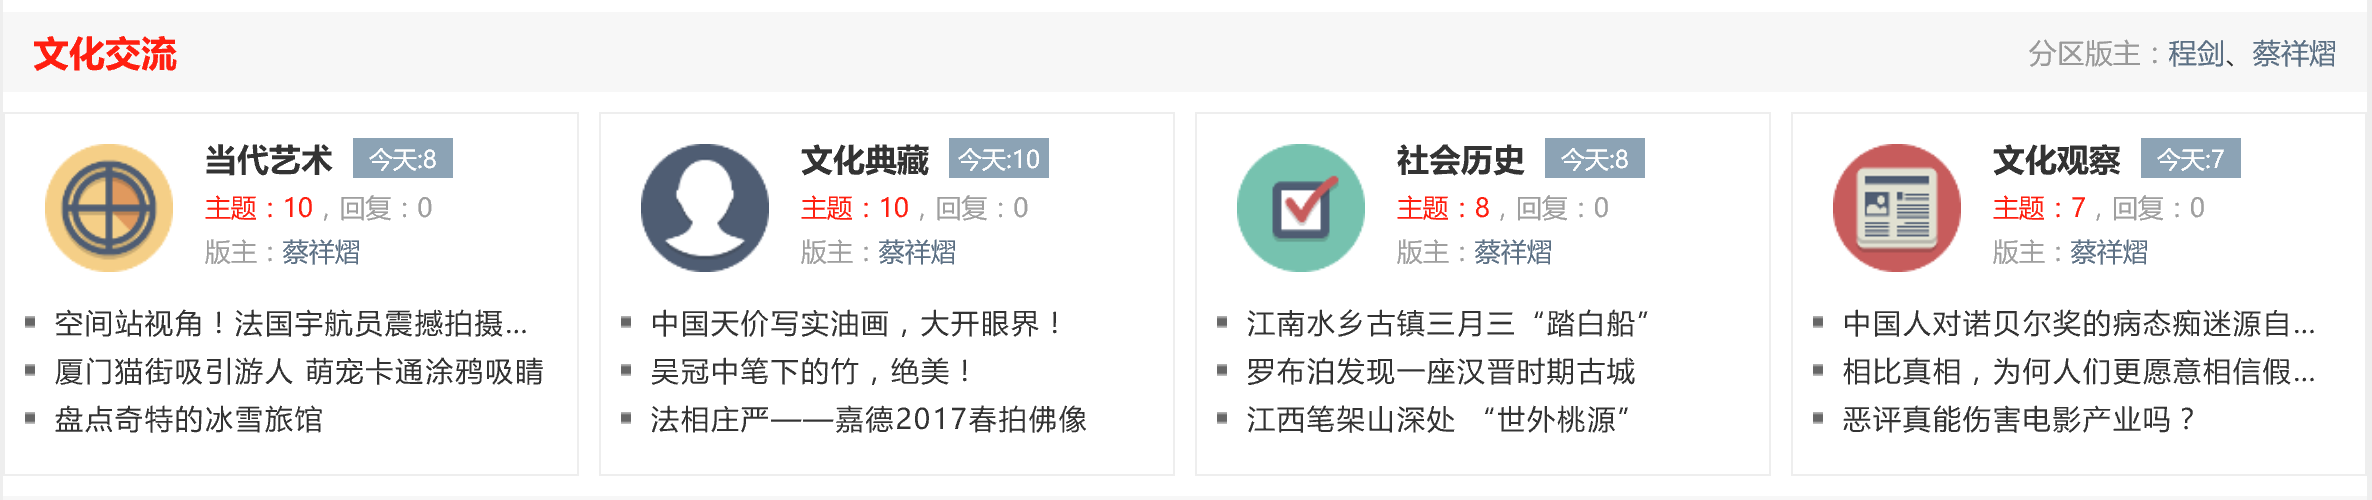 文化交流
分区版主：程剑、蔡祥熠
当代艺术 今天:8
主题：10，回复：0
版主：蔡祥熠
空间站视角！法国宇航员震撼拍摄...
厦门猫街吸引游人 萌宠卡通涂鸦吸睛
盘点奇特的冰雪旅馆
文化典藏 今天:10
主题：10，回复：0
版主：蔡祥熠
中国天价写实油画，大开眼界！
吴冠中笔下的竹，绝美！
法相庄严——嘉德2017春拍佛像
社会历史 今天:8
主题：8，回复：0
版主：蔡祥熠
江南水乡古镇三月三“踏白船”
罗布泊发现一座汉晋时期古城
江西笔架山深处 “世外桃源”
文化观察 今天:7
主题：7，回复：0
版主：蔡祥熠
中国人对诺贝尔奖的病态痴迷源自...
相比真相，为何人们更愿意相信假...
恶评真能伤害电影产业吗？